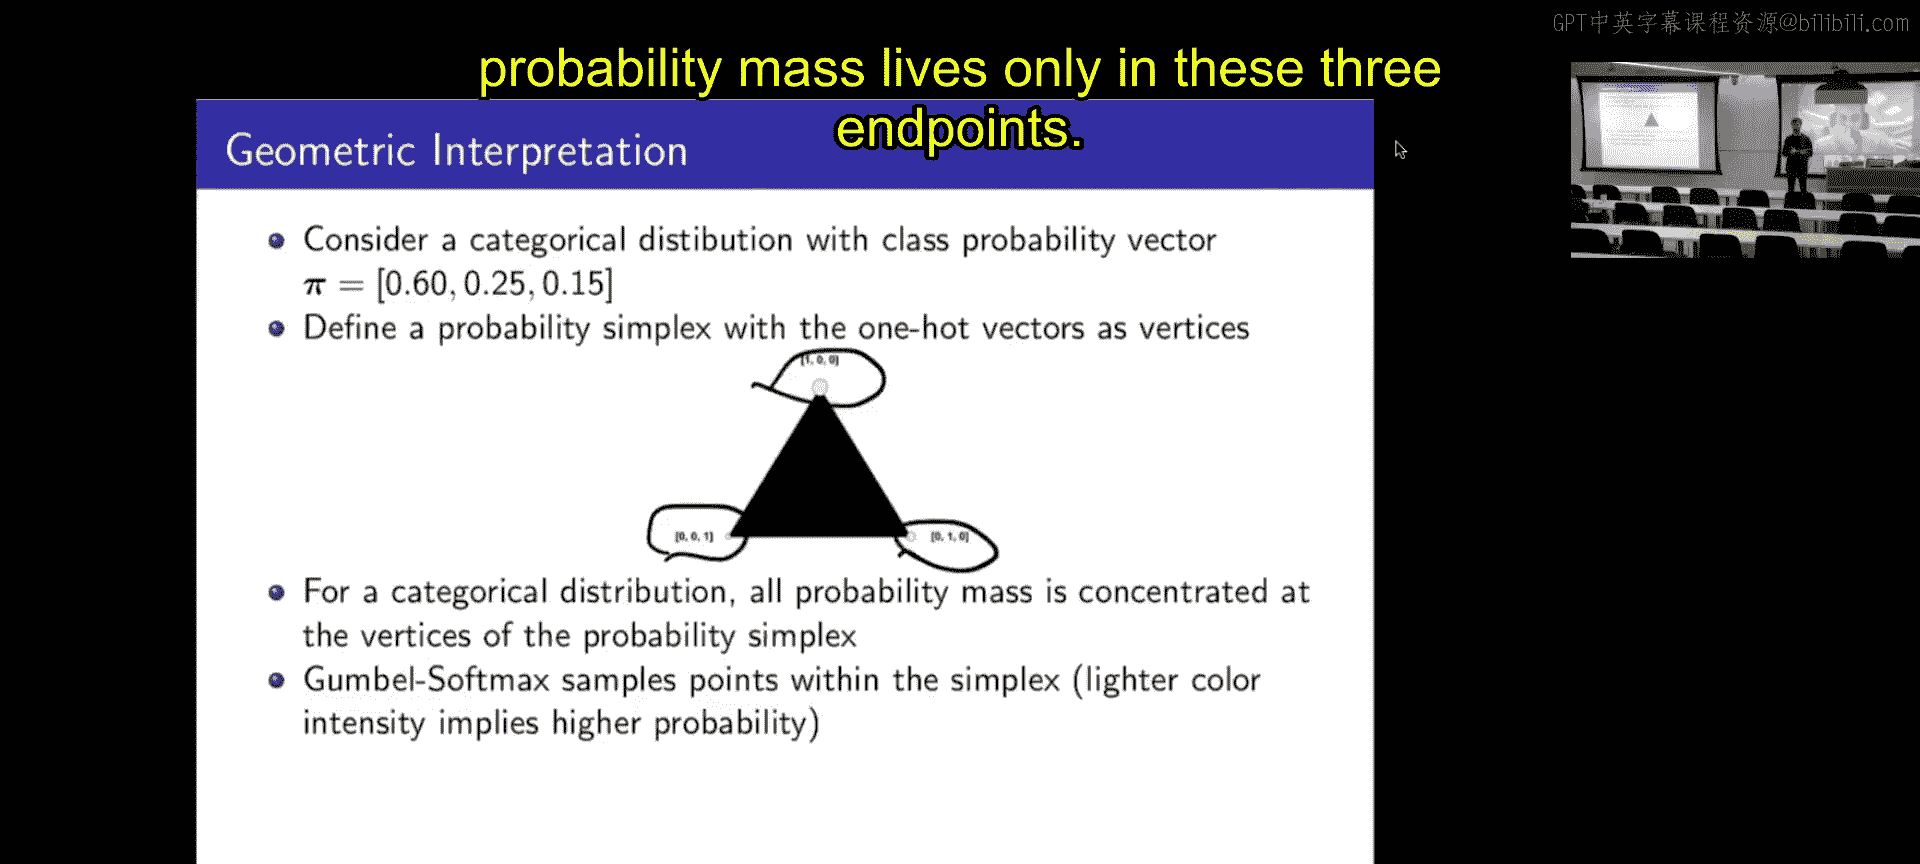 GPT中英字幕课程资源@bilibili.com
probability mass lives only in these three
endpoints.
Geometric Interpretation
Consider a categorical distibution with class probability vector
π = [0.60, 0.25, 0.15]
Define a probability simplex with the one-hot vectors as vertices
[1, 0, 0]
[0, 0, 1]
[0, 1, 0]
For a categorical distribution, all probability mass is concentrated at
the vertices of the probability simplex
Gumbel-Softmax samples points within the simplex (lighter color
intensity implies higher probability)